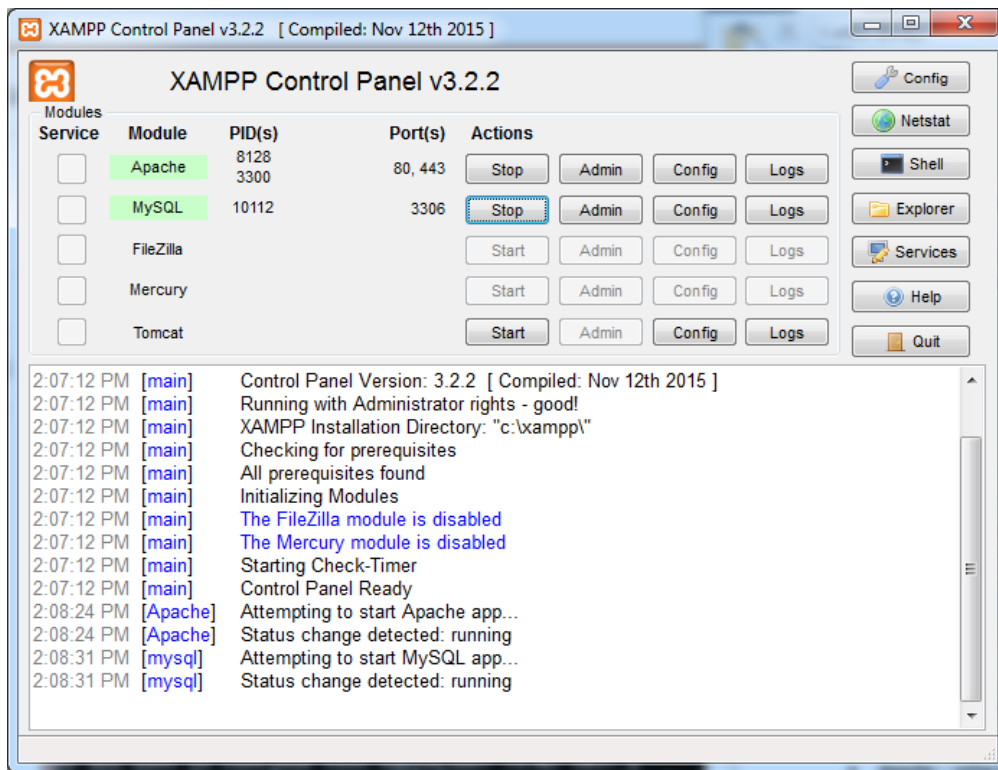 XAMPP Control Panel v3.2.2 [ Compiled: Nov 12th 2015 ]
XAMPP Control Panel v3.2.2
Config
Modules
Service Module PID(s) Port(s) Actions
Netstat
Apache 8128 80, 443 Stop Admin Config Logs
3300
Shell
MySQL 10112 3306 Stop Admin Config Logs
Explorer
FileZilla Start Admin Config Logs
Services
Mercury Start Admin Config Logs
Help
Tomcat Start Admin Config Logs
Quit
2:07:12 PM [main] Control Panel Version: 3.2.2 [ Compiled: Nov 12th 2015 ]
2:07:12 PM [main] Running with Administrator rights - good!
2:07:12 PM [main] XAMPP Installation Directory: "c:\xampp\"
2:07:12 PM [main] Checking for prerequisites
2:07:12 PM [main] All prerequisites found
2:07:12 PM [main] Initializing Modules
2:07:12 PM [main] The FileZilla module is disabled
2:07:12 PM [main] The Mercury module is disabled
2:07:12 PM [main] Starting Check-Timer
2:07:12 PM [main] Control Panel Ready
2:08:24 PM [Apache] Attempting to start Apache app...
2:08:24 PM [Apache] Status change detected: running
2:08:31 PM [mysql] Attempting to start MySQL app...
2:08:31 PM [mysql] Status change detected: running